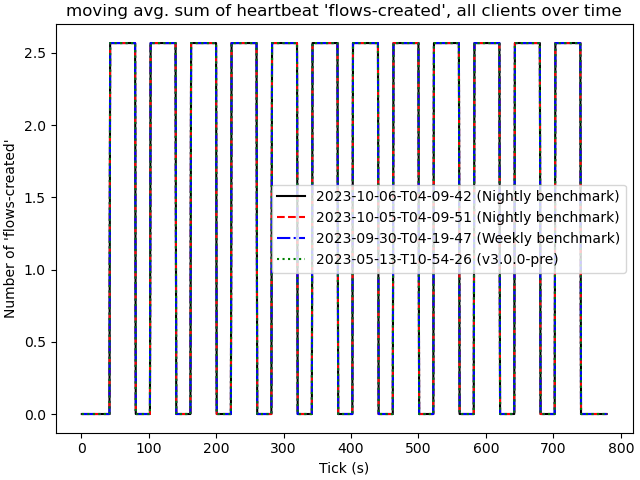 moving avg. sum of heartbeat 'flows-created', all clients over time
Number of 'flows-created'
2.5
2.0
1.5
1.0
0.5
0.0
2023-10-06-T04-09-42 (Nightly benchmark)
2023-10-05-T04-09-51 (Nightly benchmark)
2023-09-30-T04-19-47 (Weekly benchmark)
2023-05-13-T10-54-26 (v3.0.0-pre)
0 100 200 300 400 500 600 700 800
Tick (s)